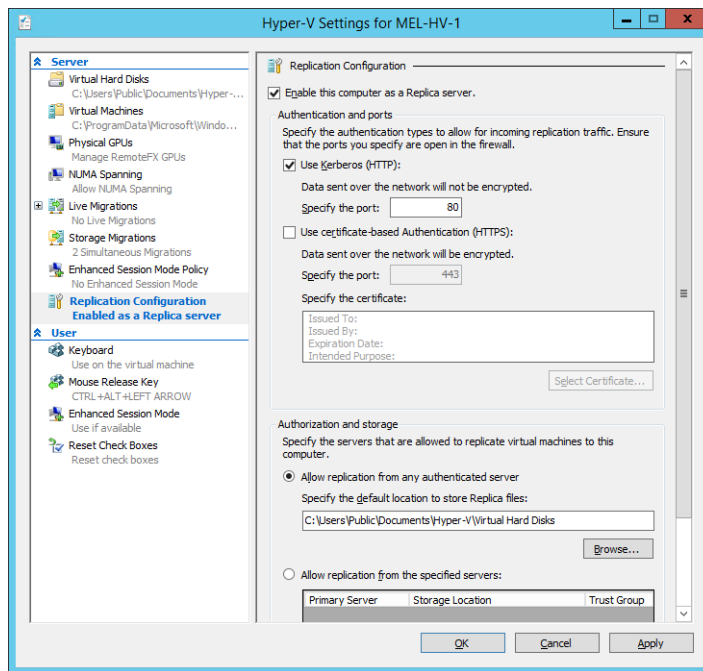 Hyper-V Settings for MEL-HV-1
Server
Virtual Hard Disks
C:\Users\Public\Documents\Hyper-...
Virtual Machines
C:\ProgramData\Microsoft\Windo...
Physical GPUs
Manage RemoteFX GPUs
NUMA Spanning
Allow NUMA Spanning
Live Migrations
No Live Migrations
Storage Migrations
2 Simultaneous Migrations
Enhanced Session Mode Policy
No Enhanced Session Mode
Replication Configuration
Enabled as a Replica server
User
Keyboard
Use on the virtual machine
Mouse Release Key
CTRL+ALT+LEFT ARROW
Enhanced Session Mode
Use if available
Reset Check Boxes
Reset check boxes
Replication Configuration
Enable this computer as a Replica server.
Authentication and ports
Specify the authentication types to allow for incoming replication traffic. Ensure
that the ports you specify are open in the firewall.
Use Kerberos (HTTP):
Data sent over the network will not be encrypted.
Specify the port: 80
Use certificate-based Authentication (HTTPS):
Data sent over the network will be encrypted.
Specify the port: 443
Specify the certificate:
Issued To:
Issued By:
Expiration Date:
Intended Purpose:
Select Certificate...
Authorization and storage
Specify the servers that are allowed to replicate virtual machines to this
computer.
Allow replication from any authenticated server
Specify the default location to store Replica files:
C:\Users\Public\Documents\Hyper-V\Virtual Hard Disks
Browse...
Allow replication from the specified servers:
Primary Server Storage Location Trust Group
OK Cancel Apply